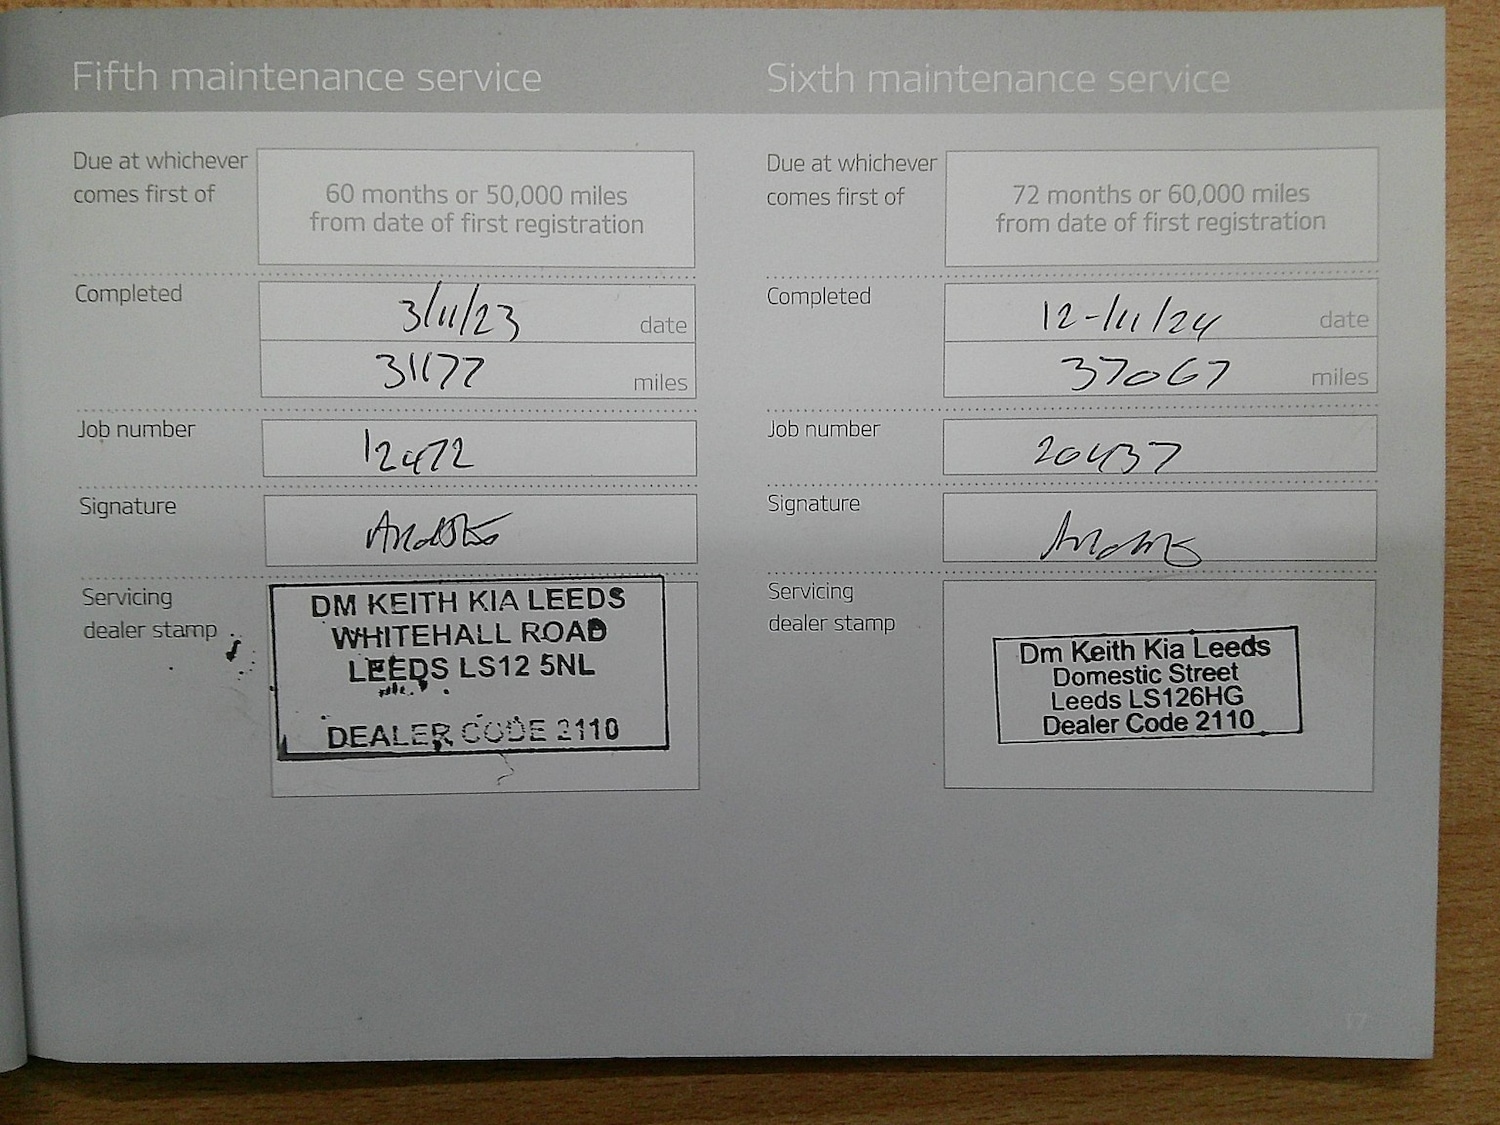 Fifth maintenance service
Due at whichever
comes first of
60 months or 50,000 miles
from date of first registration
Completed
3/11/23 date
31177 miles
Job number
12472
Signature
Servicing
dealer stamp
DM KEITH KIA LEEDS
WHITEHALL ROAD
LEEDS LS12 5NL
DEALER CODE 2110
Sixth maintenance service
Due at whichever
comes first of
72 months or 60,000 miles
from date of first registration
Completed
12-/11/24 date
37067 miles
Job number
20437
Signature
Servicing
dealer stamp
Dm Keith Kia Leeds
Domestic Street
Leeds LS126HG
Dealer Code 2110
17